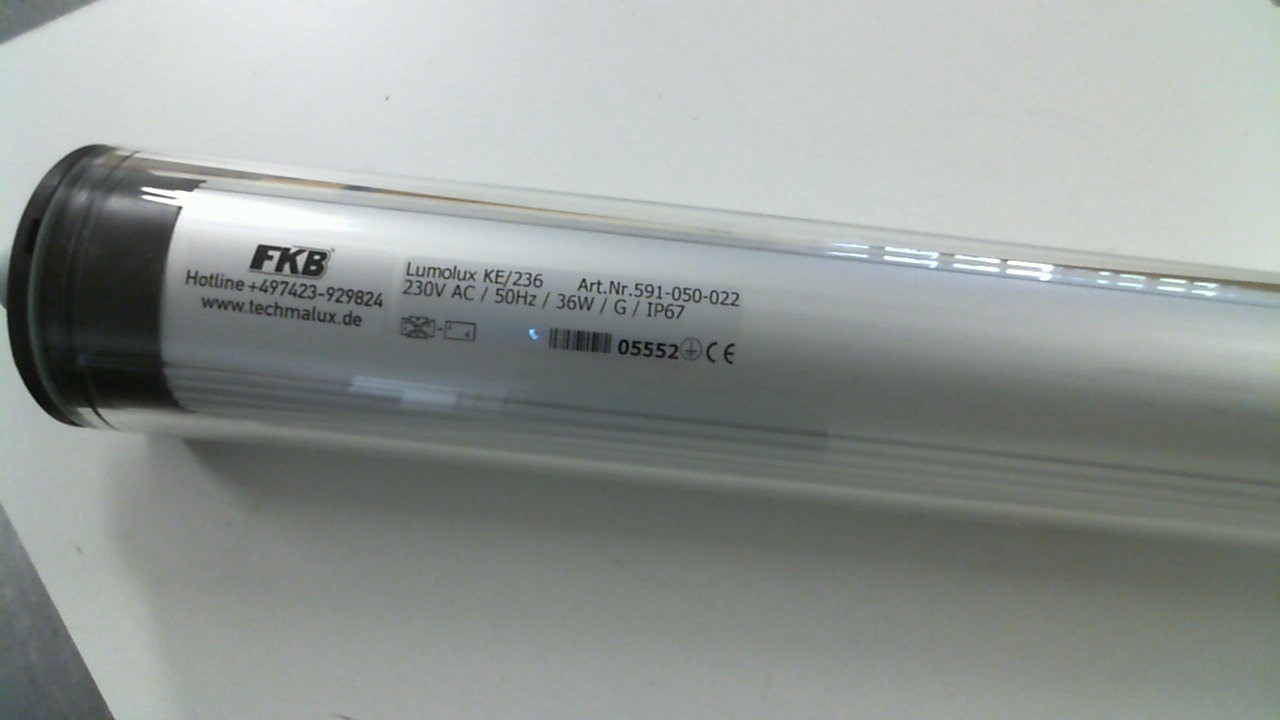 FKB
Hotline +497423-929824
www.techmalux.de
Lumolux KE/236 Art.Nr.591-050-022
230V AC / 50Hz / 36W / G / IP67
05552 CE